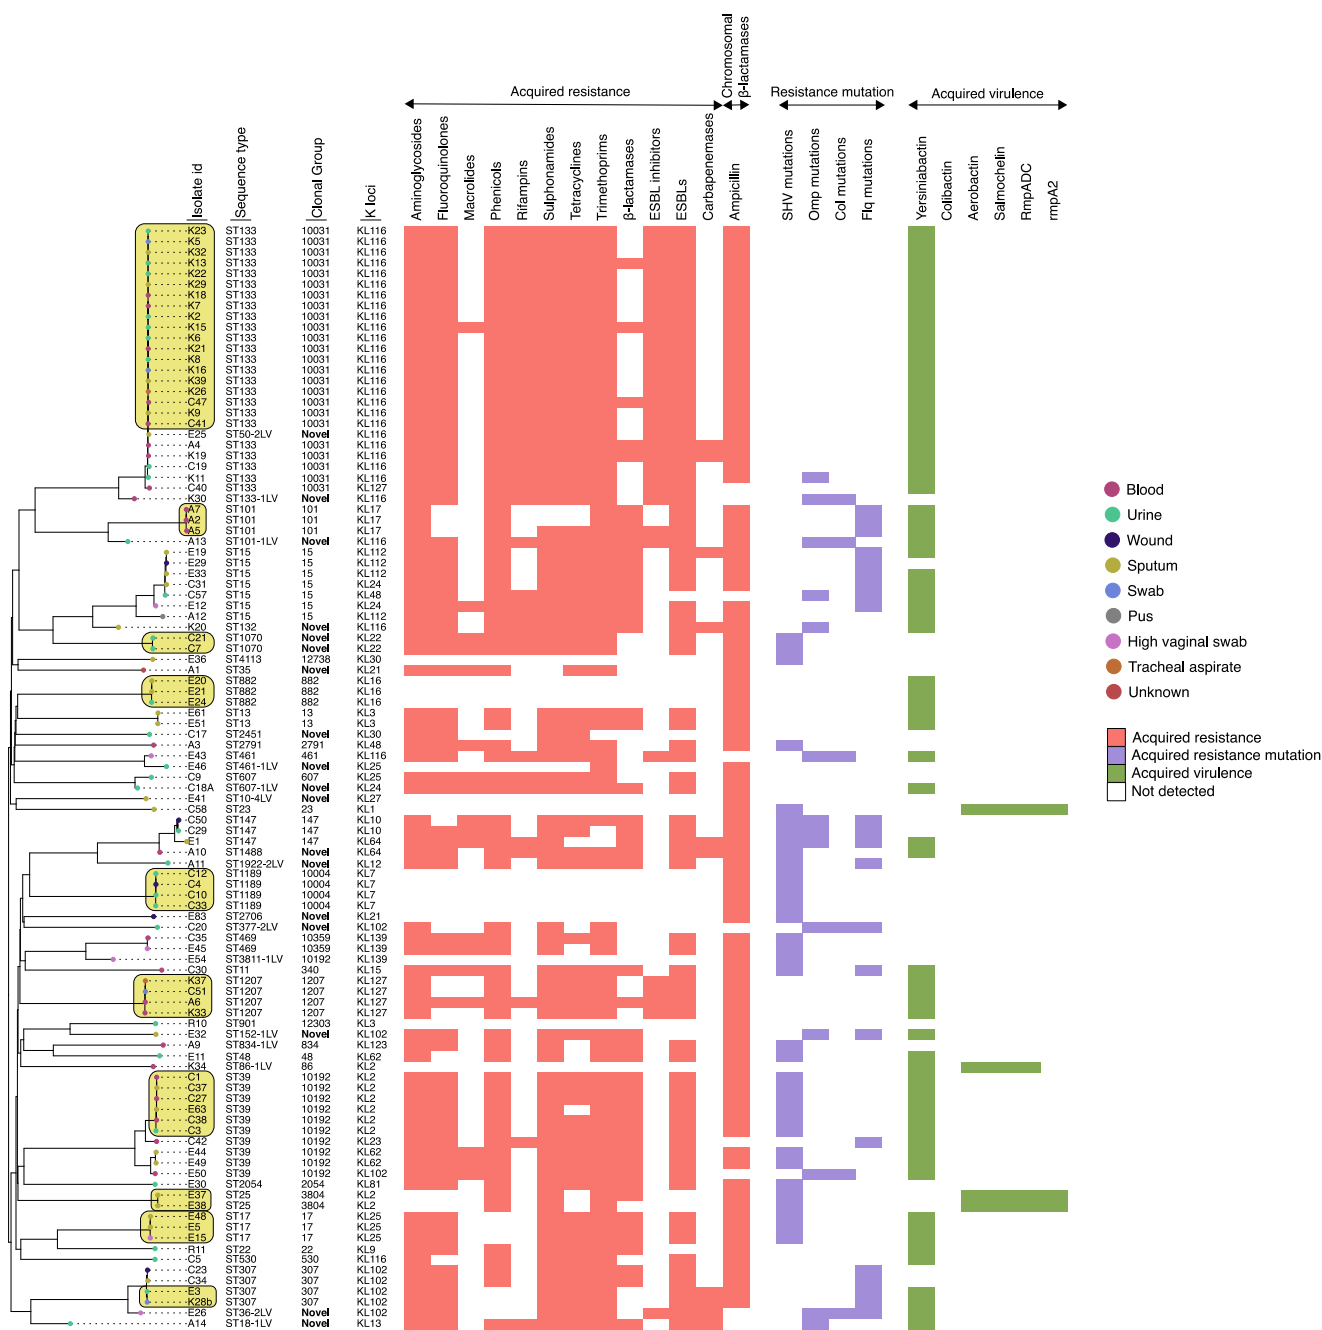 Chromosomal
β-lactamases
Acquired resistance
Resistance mutation
Acquired virulence
Isolate id
Sequence type
Clonal Group
K loci
Aminoglycosides
Fluoroquinolones
Macrolides
Phenicols
Rifampins
Sulphonamides
Tetracyclines
Trimethoprims
β-lactamases
ESBL inhibitors
ESBLs
Carbapenemases
Ampicillin
SHV mutations
Omp mutations
Col mutations
Flq mutations
Yersiniabactin
Colibactin
Aerobactin
Salmochelin
RmpADC
rmpA2
K23 ST133 10031 KL116
K5 ST133 10031 KL116
K32 ST133 10031 KL116
K13 ST133 10031 KL116
K22 ST133 10031 KL116
K29 ST133 10031 KL116
K18 ST133 10031 KL116
K7 ST133 10031 KL116
K2 ST133 10031 KL116
K15 ST133 10031 KL116
K6 ST133 10031 KL116
K21 ST133 10031 KL116
K8 ST133 10031 KL116
K16 ST133 10031 KL116
K39 ST133 10031 KL116
K26 ST133 10031 KL116
C47 ST133 10031 KL116
K9 ST133 10031 KL116
C41 ST133 10031 KL116
E25 ST50-2LV Novel KL116
A4 ST133 10031 KL116
K19 ST133 10031 KL116
C19 ST133 10031 KL116
K11 ST133 10031 KL116
C40 ST133 10031 KL127
K30 ST133-1LV Novel KL116
A7 ST101 101 KL17
A2 ST101 101 KL17
A5 ST101 101 KL17
A13 ST101-1LV Novel KL116
E19 ST15 15 KL112
E29 ST15 15 KL112
E33 ST15 15 KL112
C31 ST15 15 KL24
C57 ST15 15 KL48
E12 ST15 15 KL24
A12 ST15 15 KL112
K20 ST132 Novel KL116
C21 ST1070 Novel KL22
C7 ST1070 Novel KL22
E36 ST4113 12738 KL30
A1 ST35 Novel KL21
E20 ST882 882 KL16
E21 ST882 882 KL16
E24 ST882 882 KL16
E61 ST13 13 KL3
E51 ST13 13 KL3
C17 ST2451 Novel KL30
A3 ST2791 2791 KL48
E43 ST461 461 KL116
E46 ST461-1LV Novel KL25
C9 ST607 607 KL25
C18A ST607-1LV Novel KL24
E41 ST10-4LV Novel KL27
C58 ST23 23 KL1
C50 ST147 147 KL10
C29 ST147 147 KL10
E1 ST147 147 KL64
A10 ST1488 Novel KL64
A11 ST1922-2LV Novel KL12
C12 ST1189 10004 KL7
C4 ST1189 10004 KL7
C10 ST1189 10004 KL7
C33 ST1189 10004 KL7
E83 ST2706 Novel KL21
C20 ST377-2LV Novel KL102
C35 ST469 10359 KL139
E45 ST469 10359 KL139
E54 ST3811-1LV 10192 KL139
C30 ST11 340 KL15
K37 ST1207 1207 KL127
C51 ST1207 1207 KL127
A6 ST1207 1207 KL127
K33 ST1207 1207 KL127
R10 ST901 12303 KL3
E32 ST152-1LV Novel KL102
A9 ST834-1LV 834 KL123
E11 ST48 48 KL62
K34 ST86-1LV 86 KL2
C1 ST39 10192 KL2
C37 ST39 10192 KL2
C27 ST39 10192 KL2
E63 ST39 10192 KL2
C38 ST39 10192 KL2
C3 ST39 10192 KL2
C42 ST39 10192 KL23
E44 ST39 10192 KL62
E49 ST39 10192 KL62
E50 ST39 10192 KL102
E30 ST2054 2054 KL81
E37 ST25 3804 KL2
E38 ST25 3804 KL2
E48 ST17 17 KL25
E5 ST17 17 KL25
E15 ST17 17 KL25
R11 ST22 22 KL9
C5 ST530 530 KL116
C23 ST307 307 KL102
C34 ST307 307 KL102
E3 ST307 307 KL102
K28b ST307 307 KL102
E26 ST36-2LV Novel KL102
A14 ST18-1LV Novel KL13
Blood
Urine
Wound
Sputum
Swab
Pus
High vaginal swab
Tracheal aspirate
Unknown
Acquired resistance
Acquired resistance mutation
Acquired virulence
Not detected